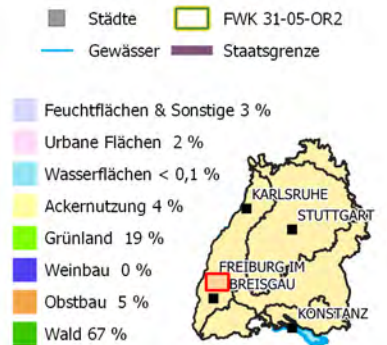 Städte
FWK 31-05-OR2
Gewässer
Staatsgrenze
Feuchtflächen & Sonstige 3 %
Urbane Flächen 2 %
Wasserflächen < 0,1 %
Ackernutzung 4 %
Grünland 19 %
Weinbau 0 %
Obstbau 5 %
Wald 67 %
KARLSRUHE
STUTTGART
FREIBURG IM
BREISGAU
KONSTANZ